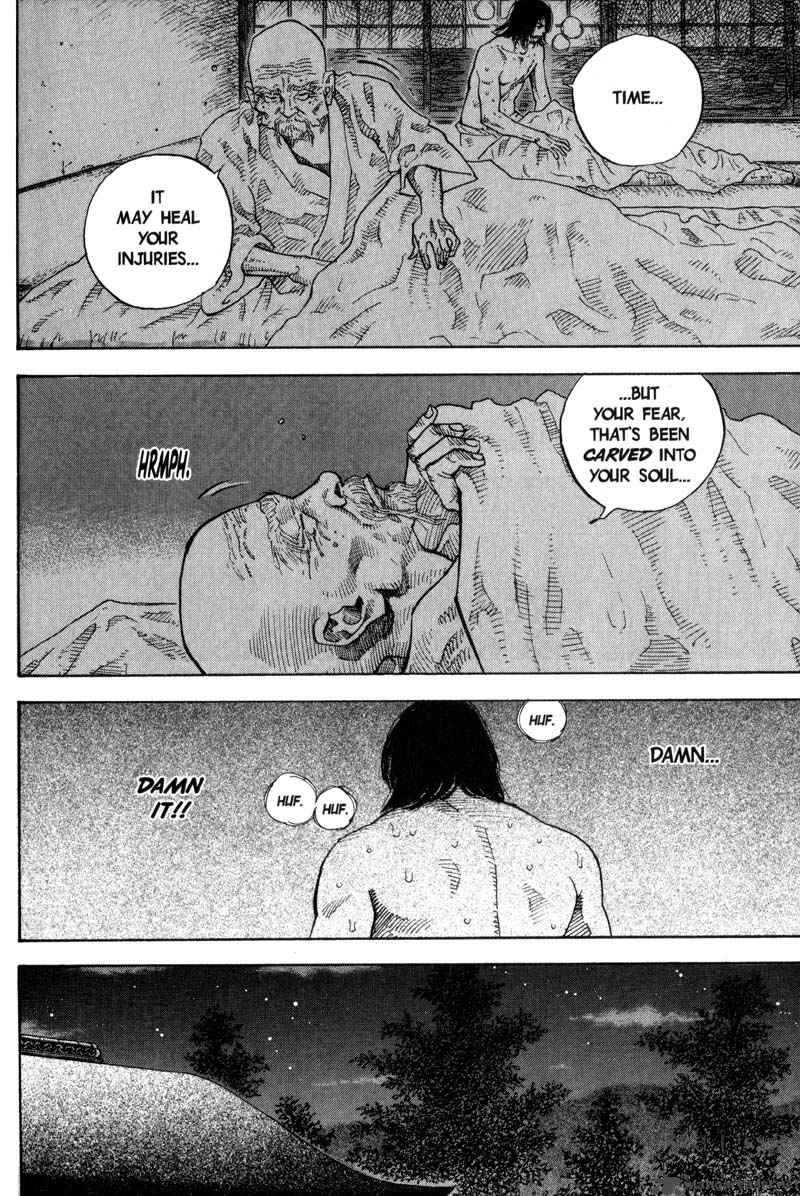 TIME...
IT
MAY HEAL
YOUR
INJURIES...
...BUT
YOUR FEAR,
THAT'S BEEN
CARVED INTO
YOUR SOUL...
HRMPH.
HUF.
DAMN...
HUF.
HUF.
DAMN
IT!!